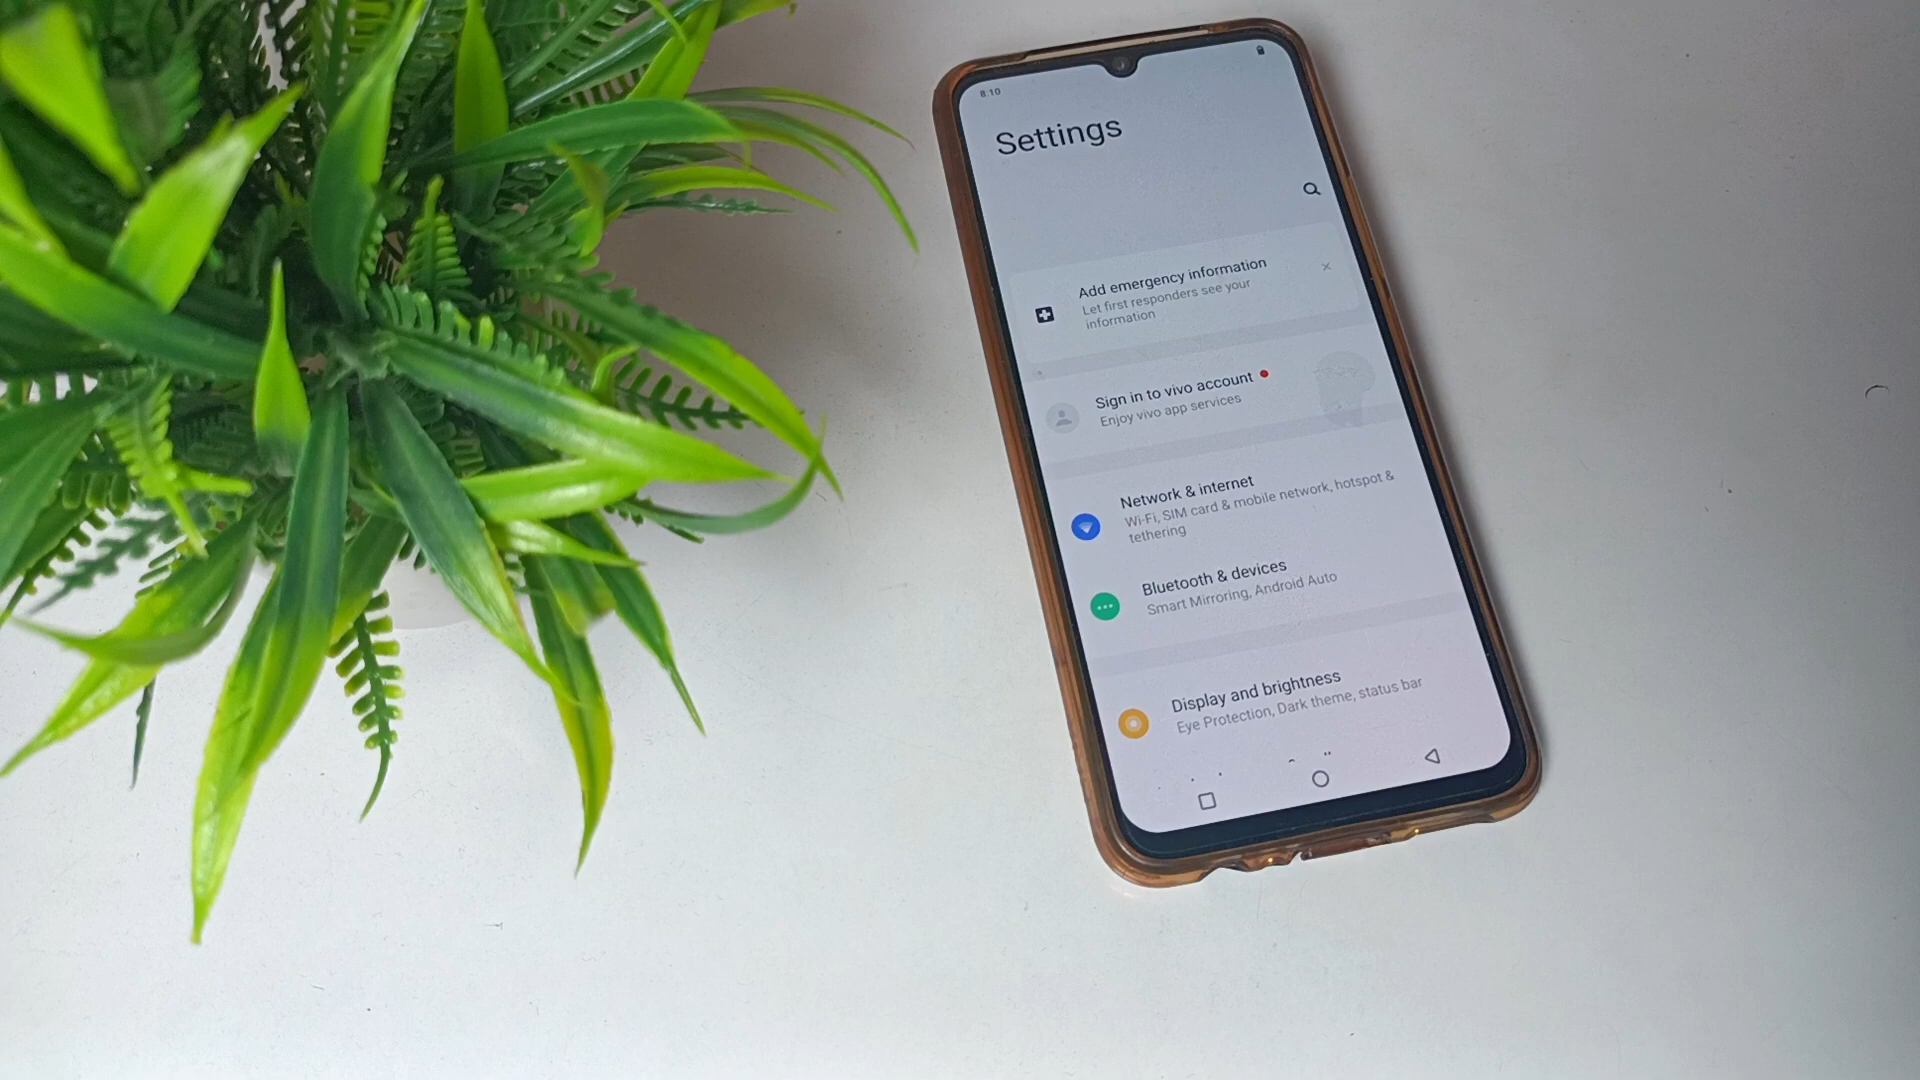 8:10
Settings
Add emergency information
Let first responders see your
information
Sign in to vivo account
Enjoy vivo app services
Network & internet
Wi-Fi, SIM card & mobile network, hotspot &
tethering
Bluetooth & devices
Smart Mirroring, Android Auto
Display and brightness
Eye Protection, Dark theme, status bar